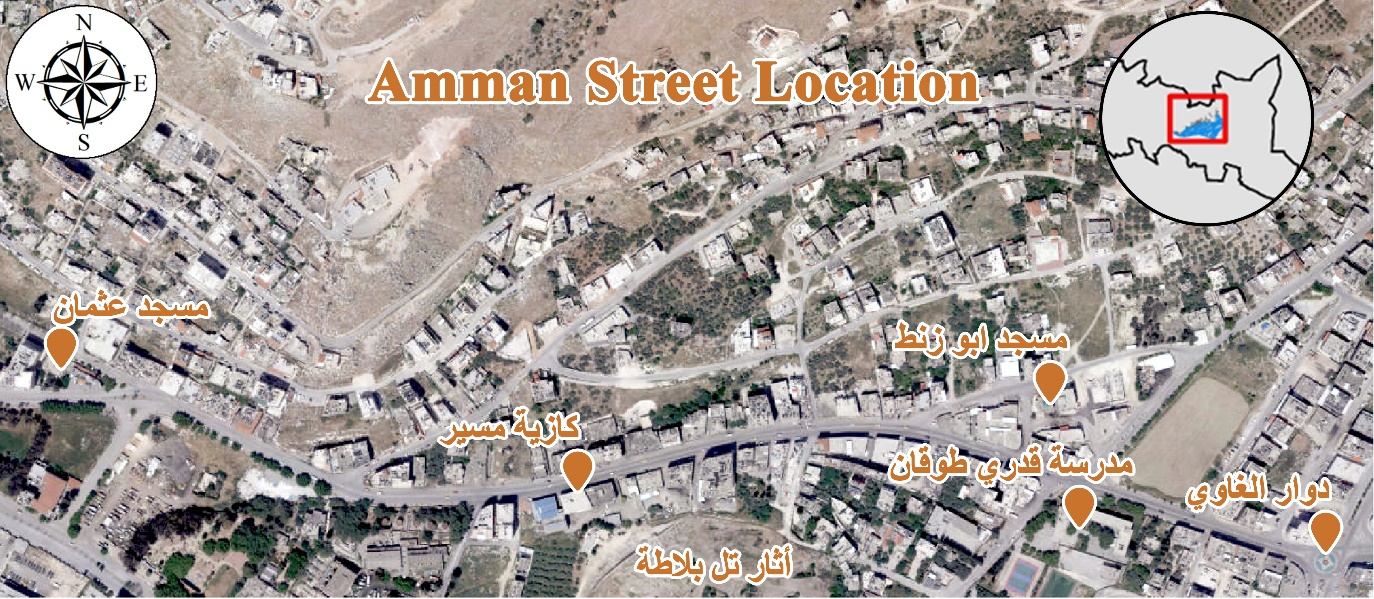 N
W
E
S
Amman Street Location
مسجد عثمان
مسجد ابو زنط
كازية مسير
مدرسة قدري طوقان
دوار الغاوي
أثار تل بلاطة